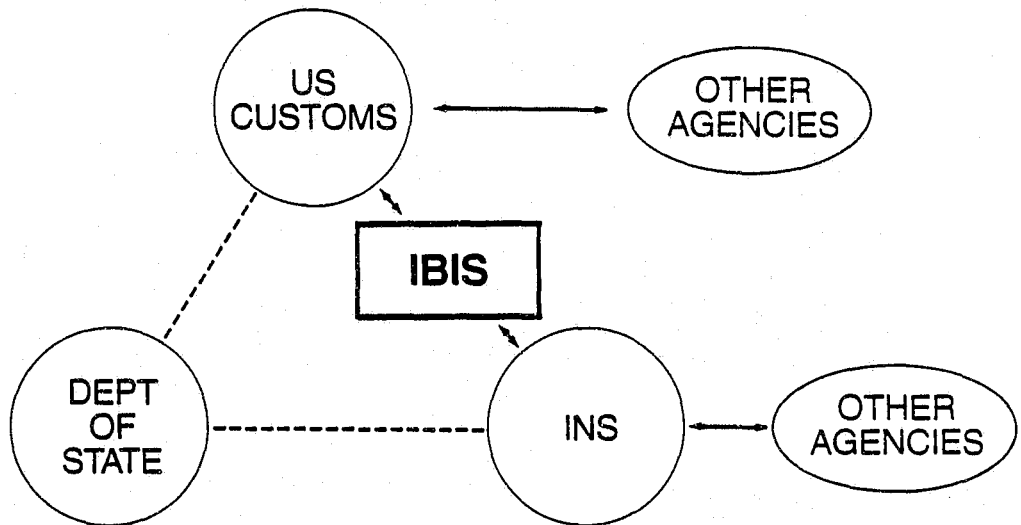 US
CUSTOMS
OTHER
AGENCIES
IBIS
DEPT
OF
STATE
INS
OTHER
AGENCIES